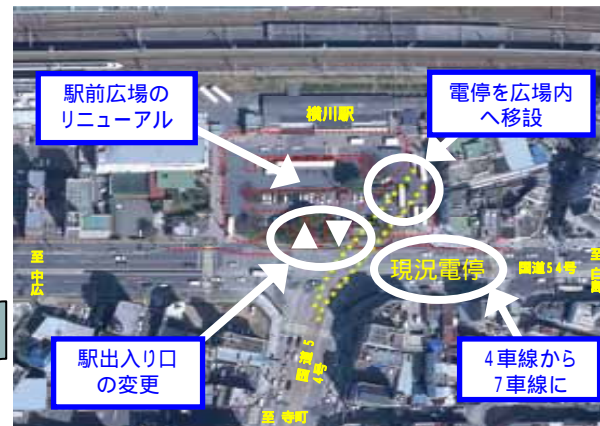 駅前広場の
リニューアル
横川駅
電停を広場内
へ移設
至 中広
現況電停
国道54号
至 白島
駅出入り口
の変更
国道5
4号
4車線から
7車線に
至 寺町